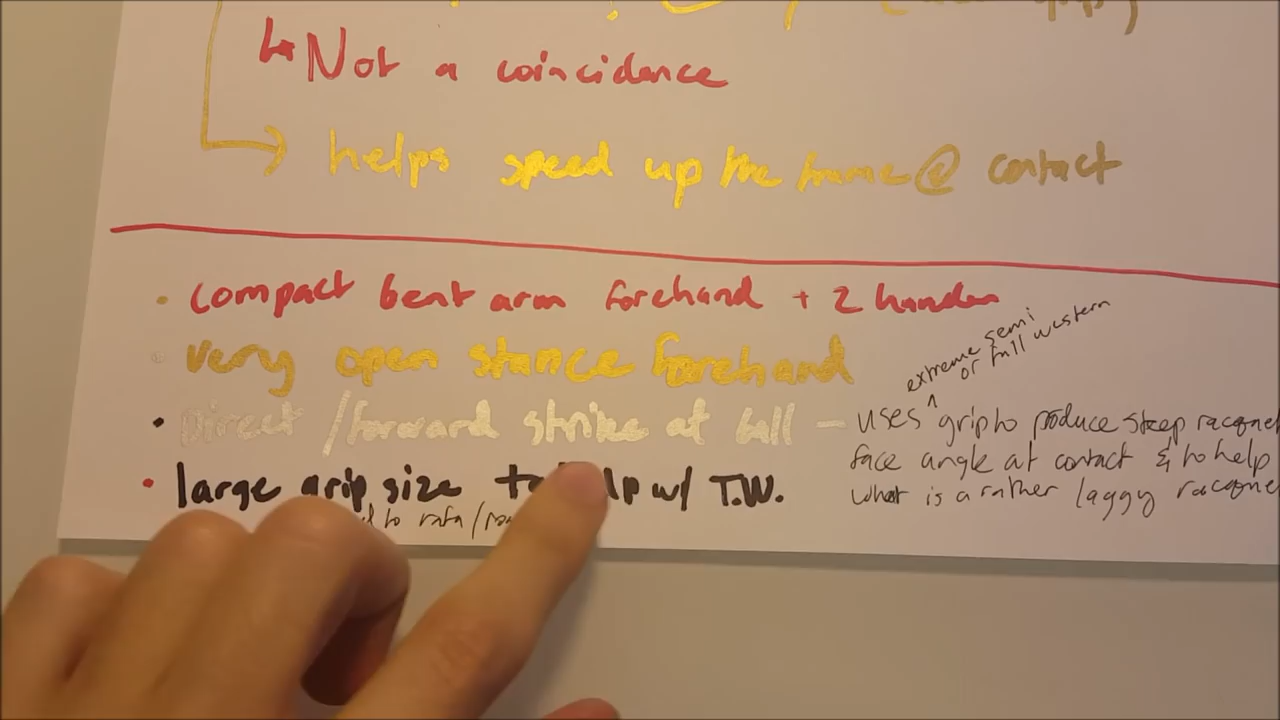 ↳ Not a coincidence
→ helps speed up the frame @ contact
• compact bent arm forehand + 2 hander
• very open stance forehand
extreme semi
or full western
• Direct / forward strike at ball – uses ^ grip to produce steep racquet
face angle at contact & to help
what is a rather laggy racquet
• large grip size to help w/ T.W.
to rafa /